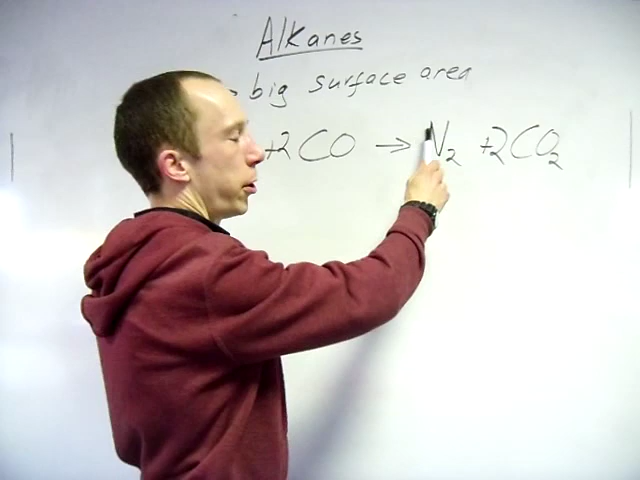 Alkanes
big surface area
+2CO → N₂ +2CO₂